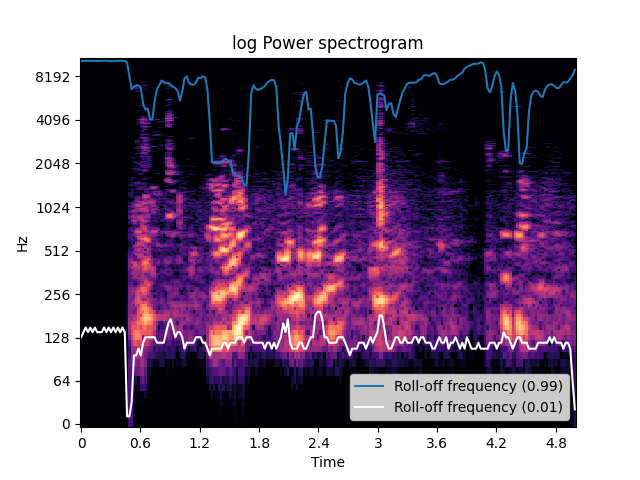 log Power spectrogram
Hz
8192
4096
2048
1024
512
256
128
64
0
Roll-off frequency (0.99)
Roll-off frequency (0.01)
0 0.6 1.2 1.8 2.4 3 3.6 4.2 4.8
Time